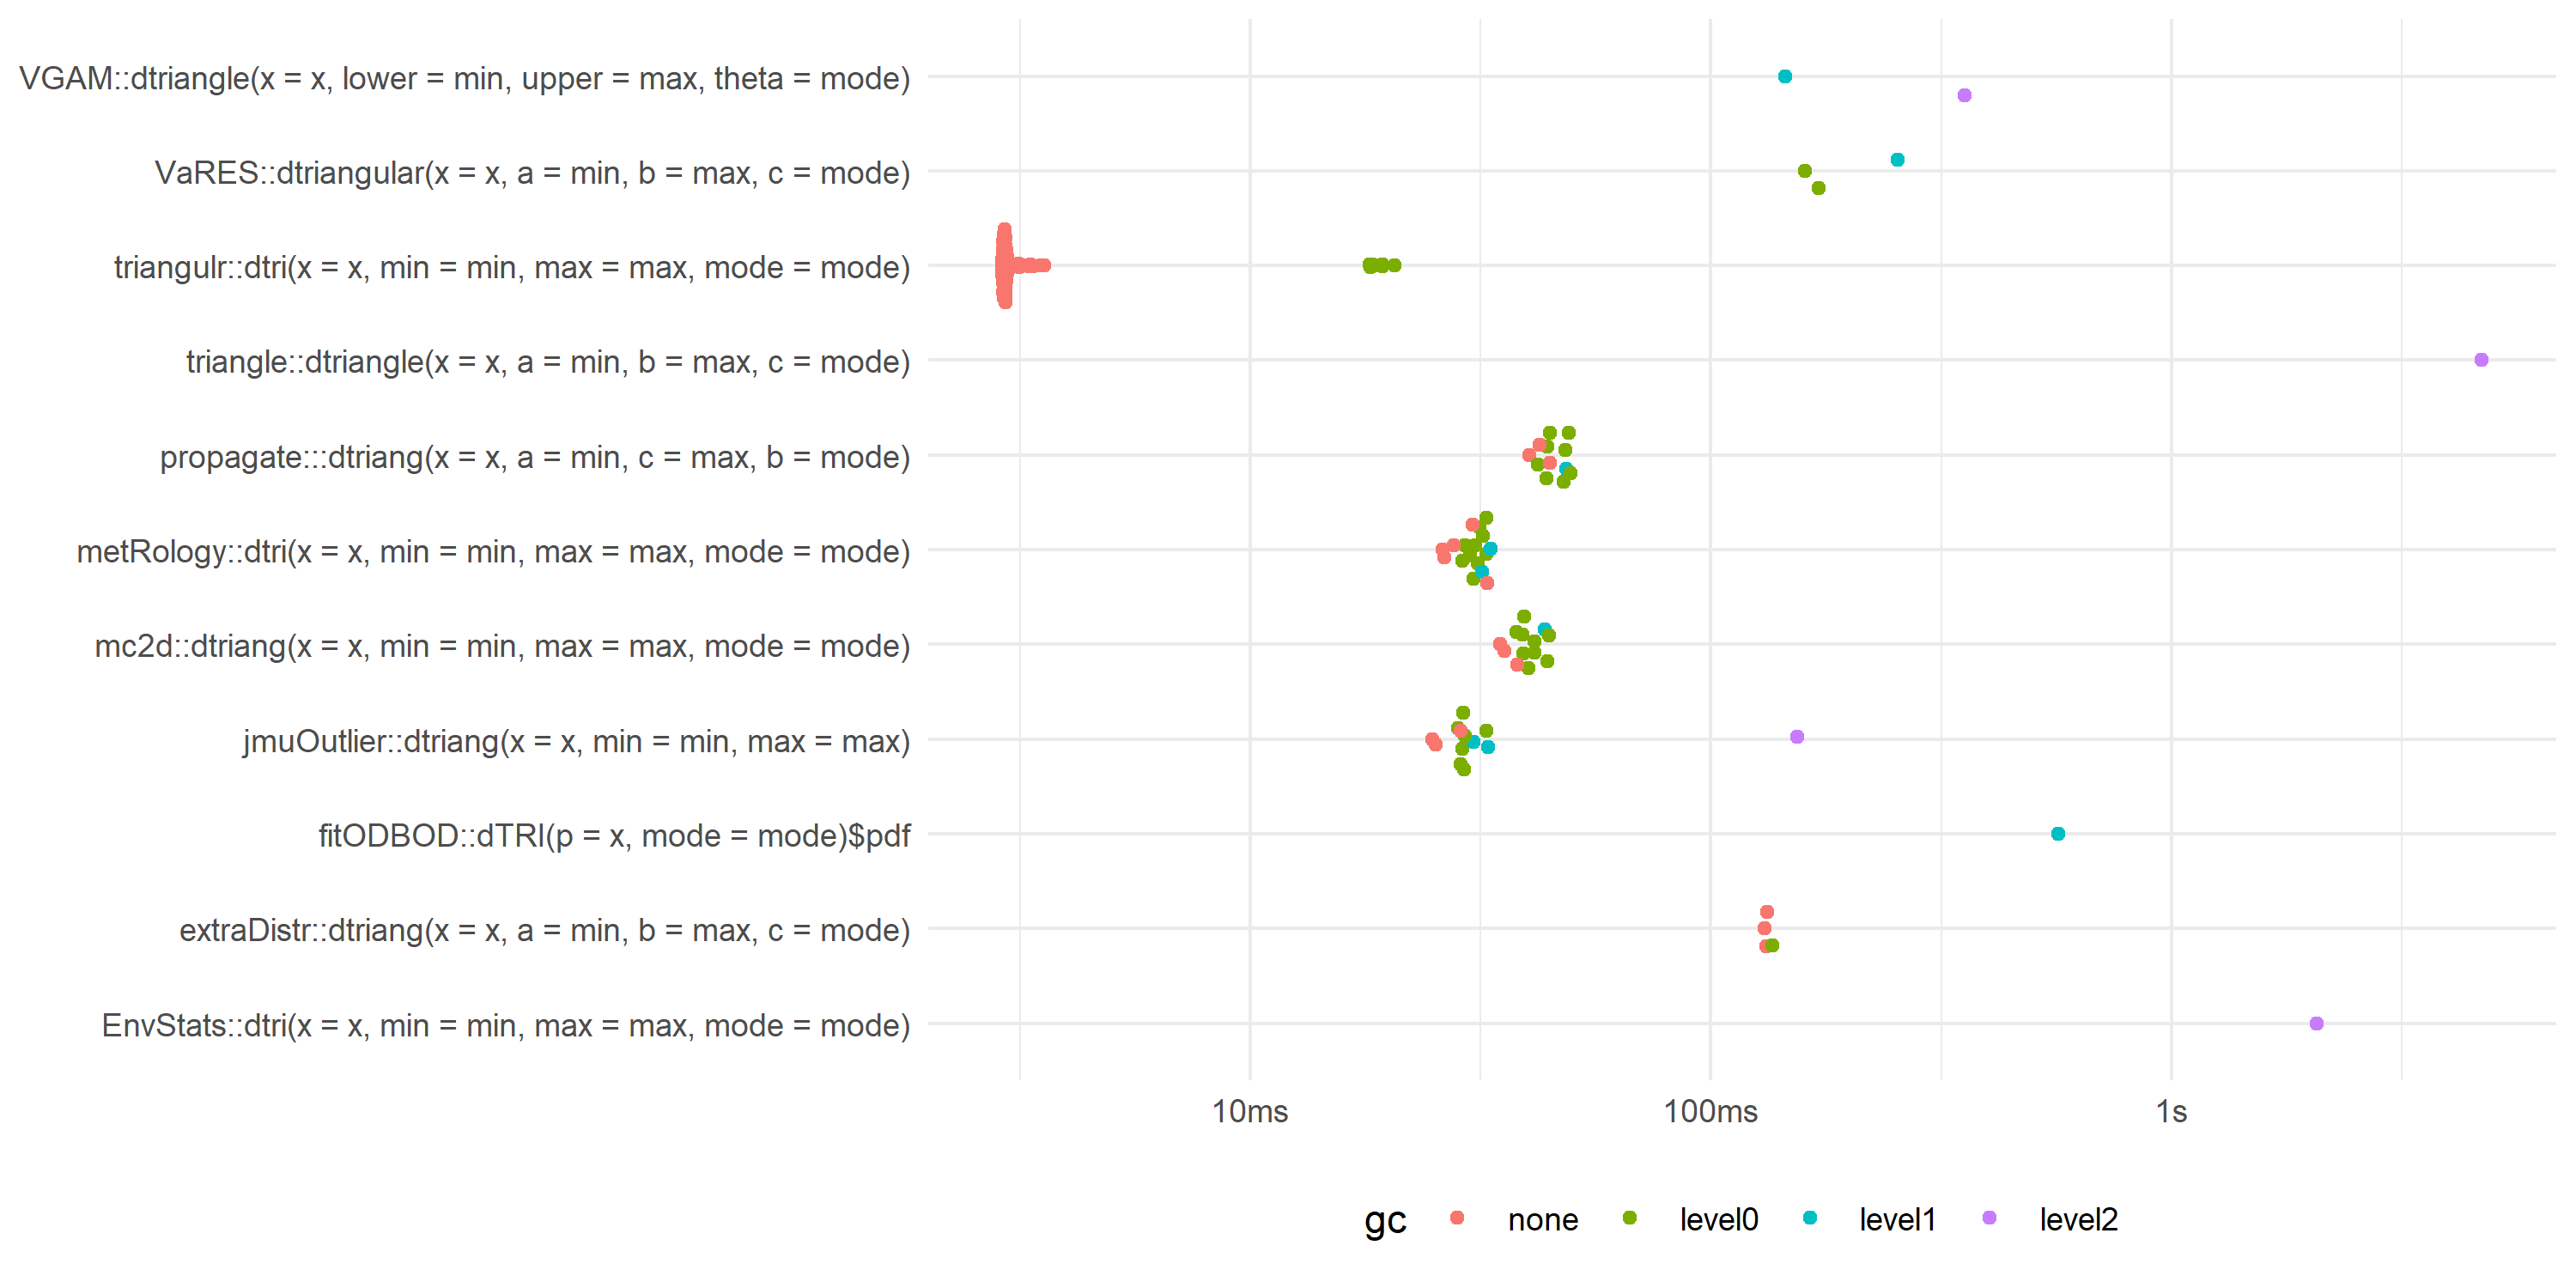 VGAM::dtriangle(x = x, lower = min, upper = max, theta = mode)
VaRES::dtriangular(x = x, a = min, b = max, c = mode)
triangulr::dtri(x = x, min = min, max = max, mode = mode)
triangle::dtriangle(x = x, a = min, b = max, c = mode)
propagate:::dtriang(x = x, a = min, c = max, b = mode)
metRology::dtri(x = x, min = min, max = max, mode = mode)
mc2d::dtriang(x = x, min = min, max = max, mode = mode)
jmuOutlier::dtriang(x = x, min = min, max = max)
fitODBOD::dTRI(p = x, mode = mode)$pdf
extraDistr::dtriang(x = x, a = min, b = max, c = mode)
EnvStats::dtri(x = x, min = min, max = max, mode = mode)
10ms 100ms 1s
gc none level0 level1 level2